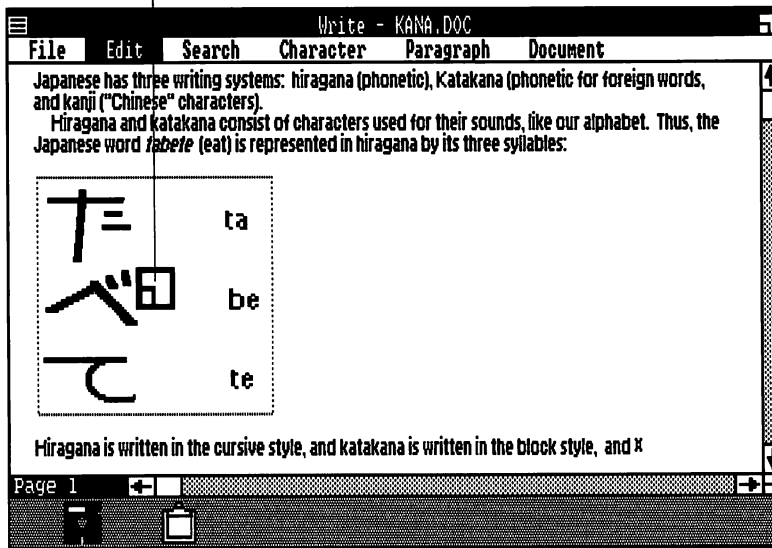 Write - KANA.DOC
File Edit Search Character Paragraph Document
Japanese has three writing systems: hiragana (phonetic), Katakana (phonetic for foreign words,
and kanji ("Chinese" characters).
Hiragana and katakana consist of characters used for their sounds, like our alphabet. Thus, the
Japanese word tabete (eat) is represented in hiragana by its three syllables:
た ta
べ be
て te
Hiragana is written in the cursive style, and katakana is written in the block style, and
Page 1